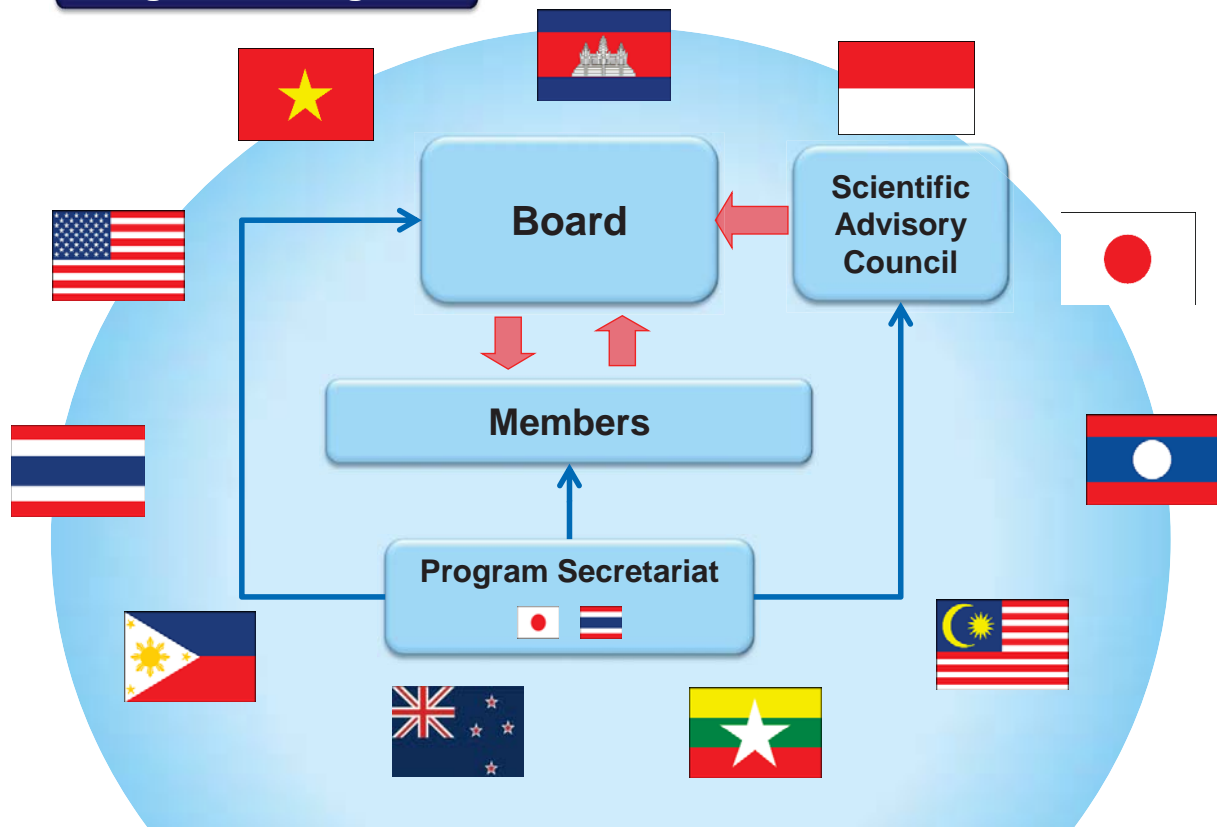 Board
Scientific
Advisory
Council
Members
Program Secretariat